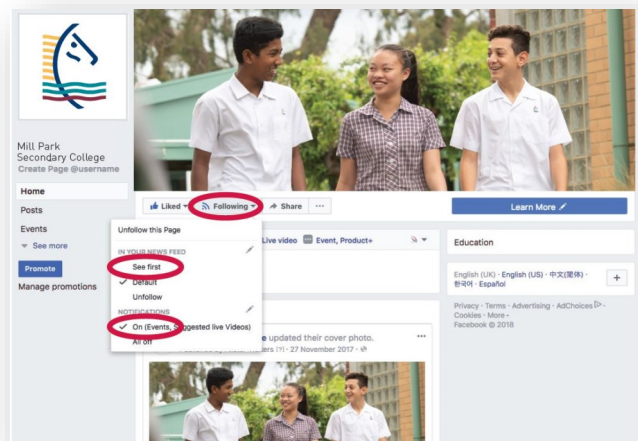 Mill Park
Secondary College
Create Page @username
Home
Posts
Events
See more
Promote
Manage promotions
Liked
Following
Share
Learn More
Unfollow this Page
IN YOUR NEWS FEED
See first
Default
Unfollow
NOTIFICATIONS
On (Events, Suggested live Videos)
All off
Live video
Event, Product+
updated their cover photo.
27 November 2017 ·
Education
English (UK) · English (US) · 中文(简体) ·
한국어 · Español
Privacy · Terms · Advertising · AdChoices ·
Cookies · More ·
Facebook © 2018